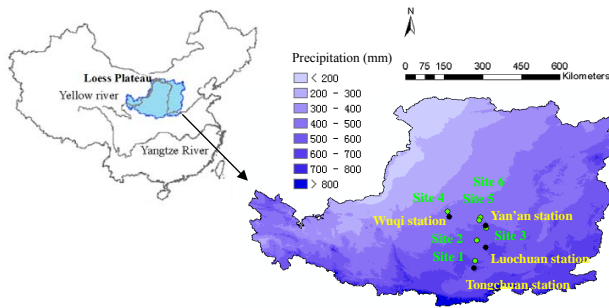 N
Loess Plateau
Yellow river
Yangtze River
Precipitation (mm)
< 200
200 - 300
300 - 400
400 - 500
500 - 600
600 - 700
700 - 800
> 800
0 75 150 300 450 600
Kilometers
Site 6
Site 5
Site 4
Wuqi station
Yan'an station
Site 3
Site 2
Site 1
Luochuan station
Tongchuan station